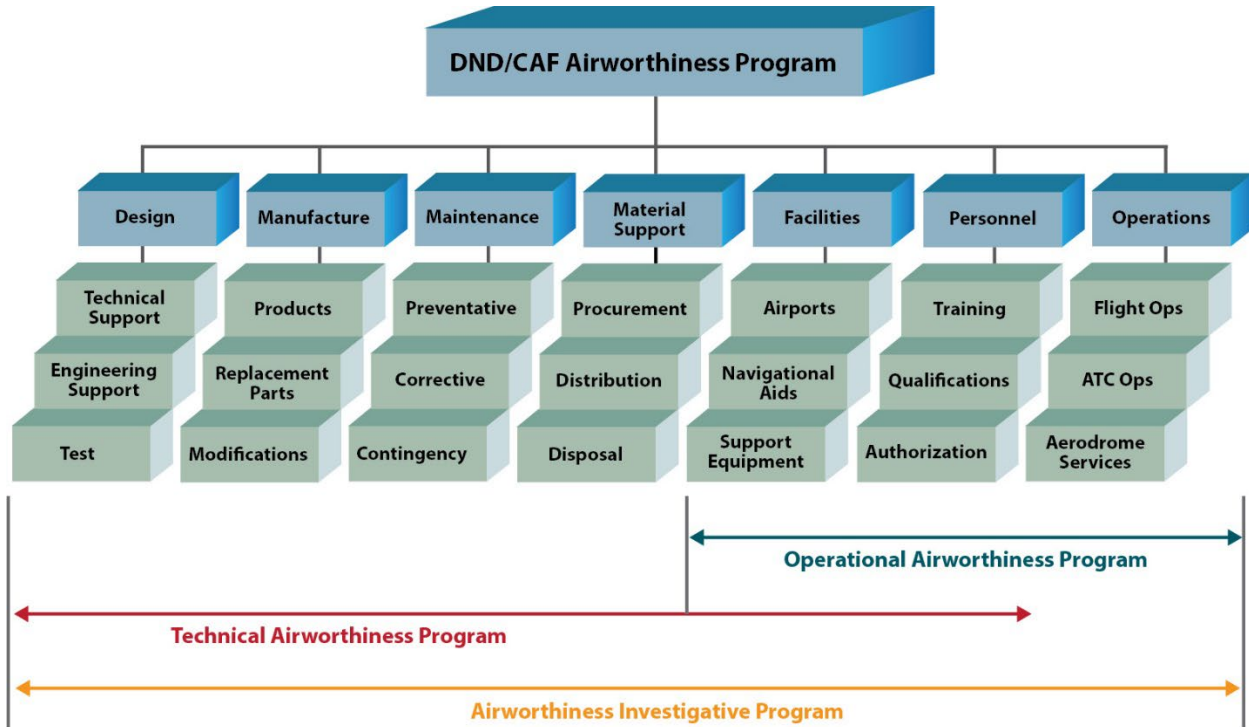 DND/CAF Airworthiness Program
Design
Manufacture
Maintenance
Material
Support
Facilities
Personnel
Operations
Technical
Support
Products
Preventative
Procurement
Airports
Training
Flight Ops
Engineering
Support
Replacement
Parts
Corrective
Distribution
Navigational
Aids
Qualifications
ATC Ops
Test
Modifications
Contingency
Disposal
Support
Equipment
Authorization
Aerodrome
Services
Operational Airworthiness Program
Technical Airworthiness Program
Airworthiness Investigative Program